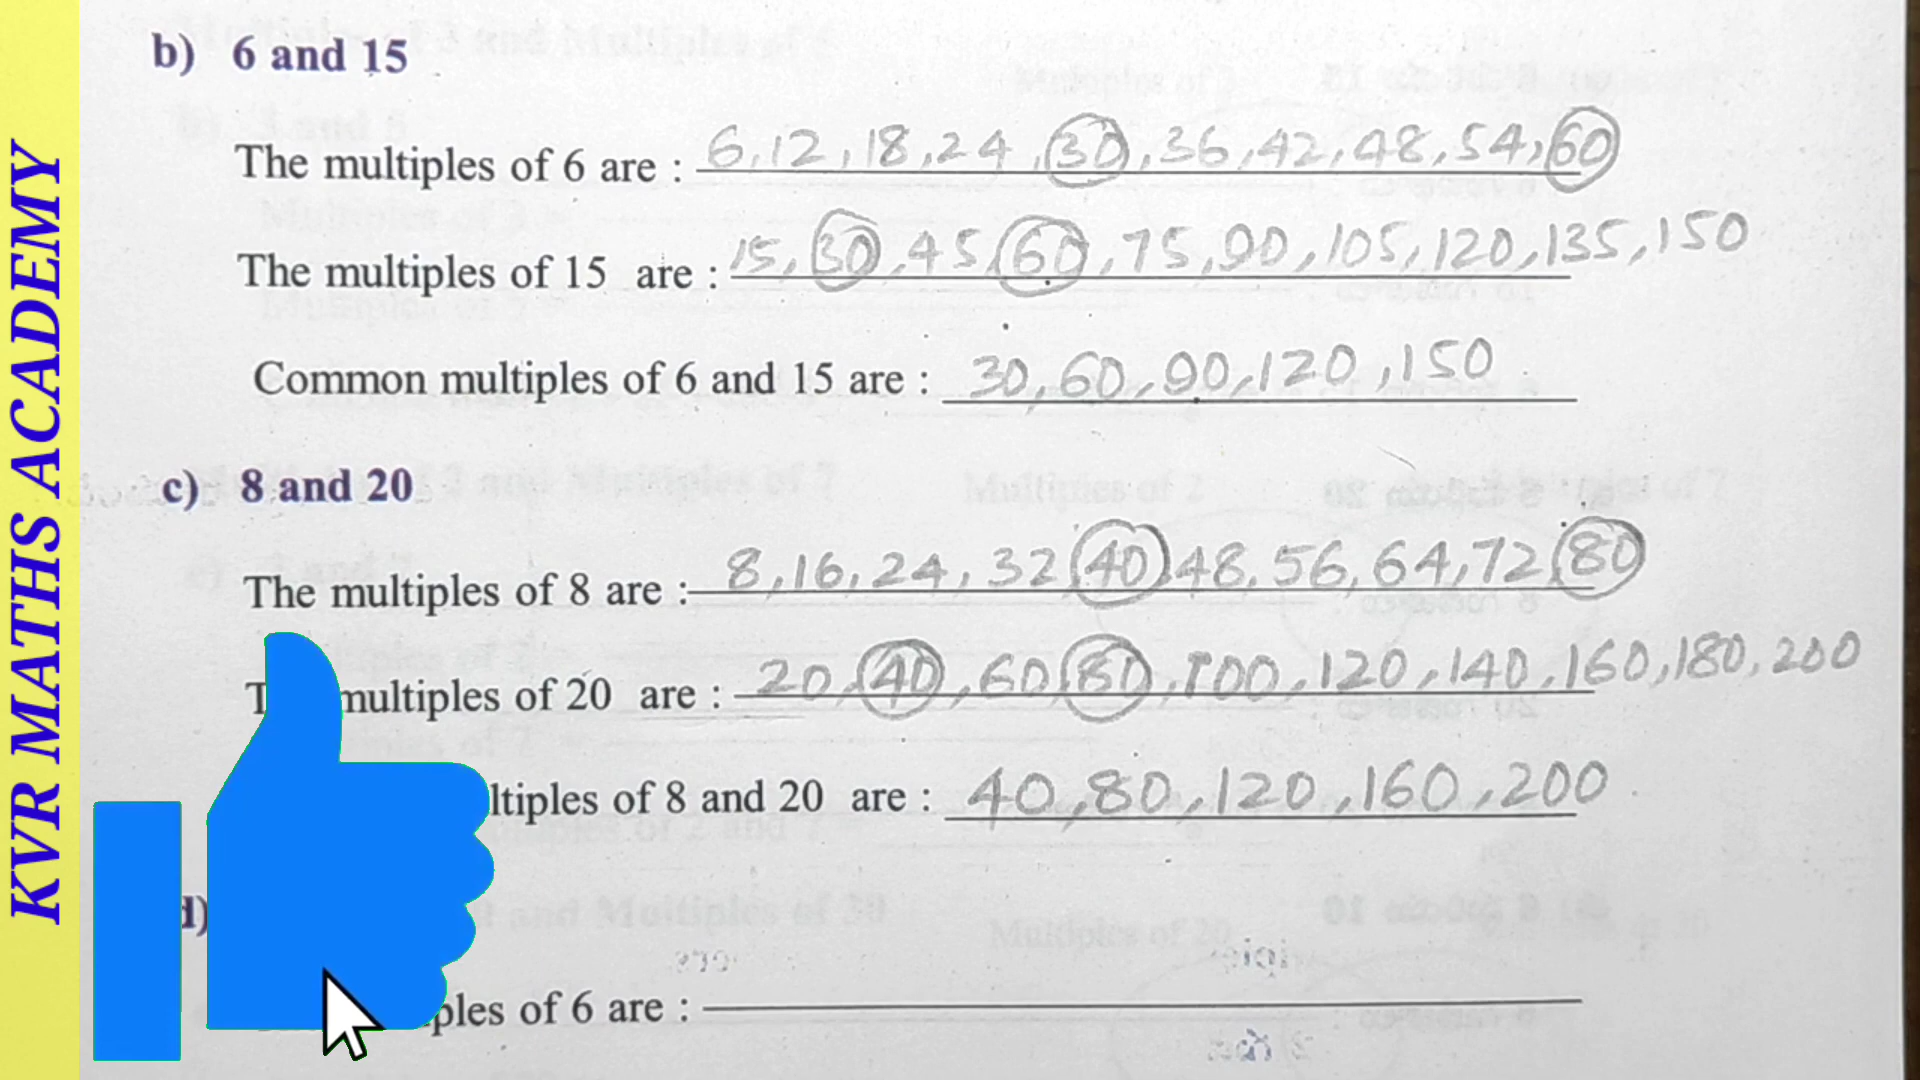 KVR MATHS ACADEMY
b) 6 and 15
The multiples of 6 are : 6,12,18,24,30,36,42,48,54,60
The multiples of 15 are : 15,30,45,60,75,90,105,120,135,150
Common multiples of 6 and 15 are : 30,60,90,120,150
c) 8 and 20
The multiples of 8 are : 8,16,24,32,40,48,56,64,72,80
multiples of 20 are : 20,40,60,80,100,120,140,160,180,200
ltiples of 8 and 20 are : 40,80,120,160,200
d)
ples of 6 are :